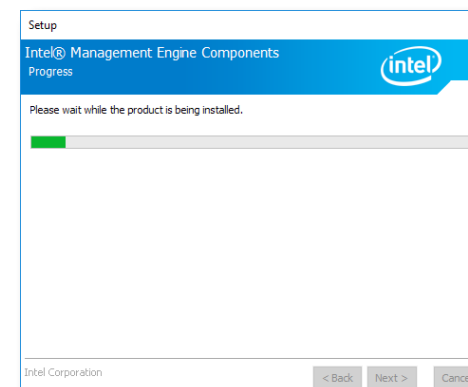 Setup
Intel® Management Engine Components
Progress
intel
Please wait while the product is being installed.
Intel Corporation
< Back
Next >